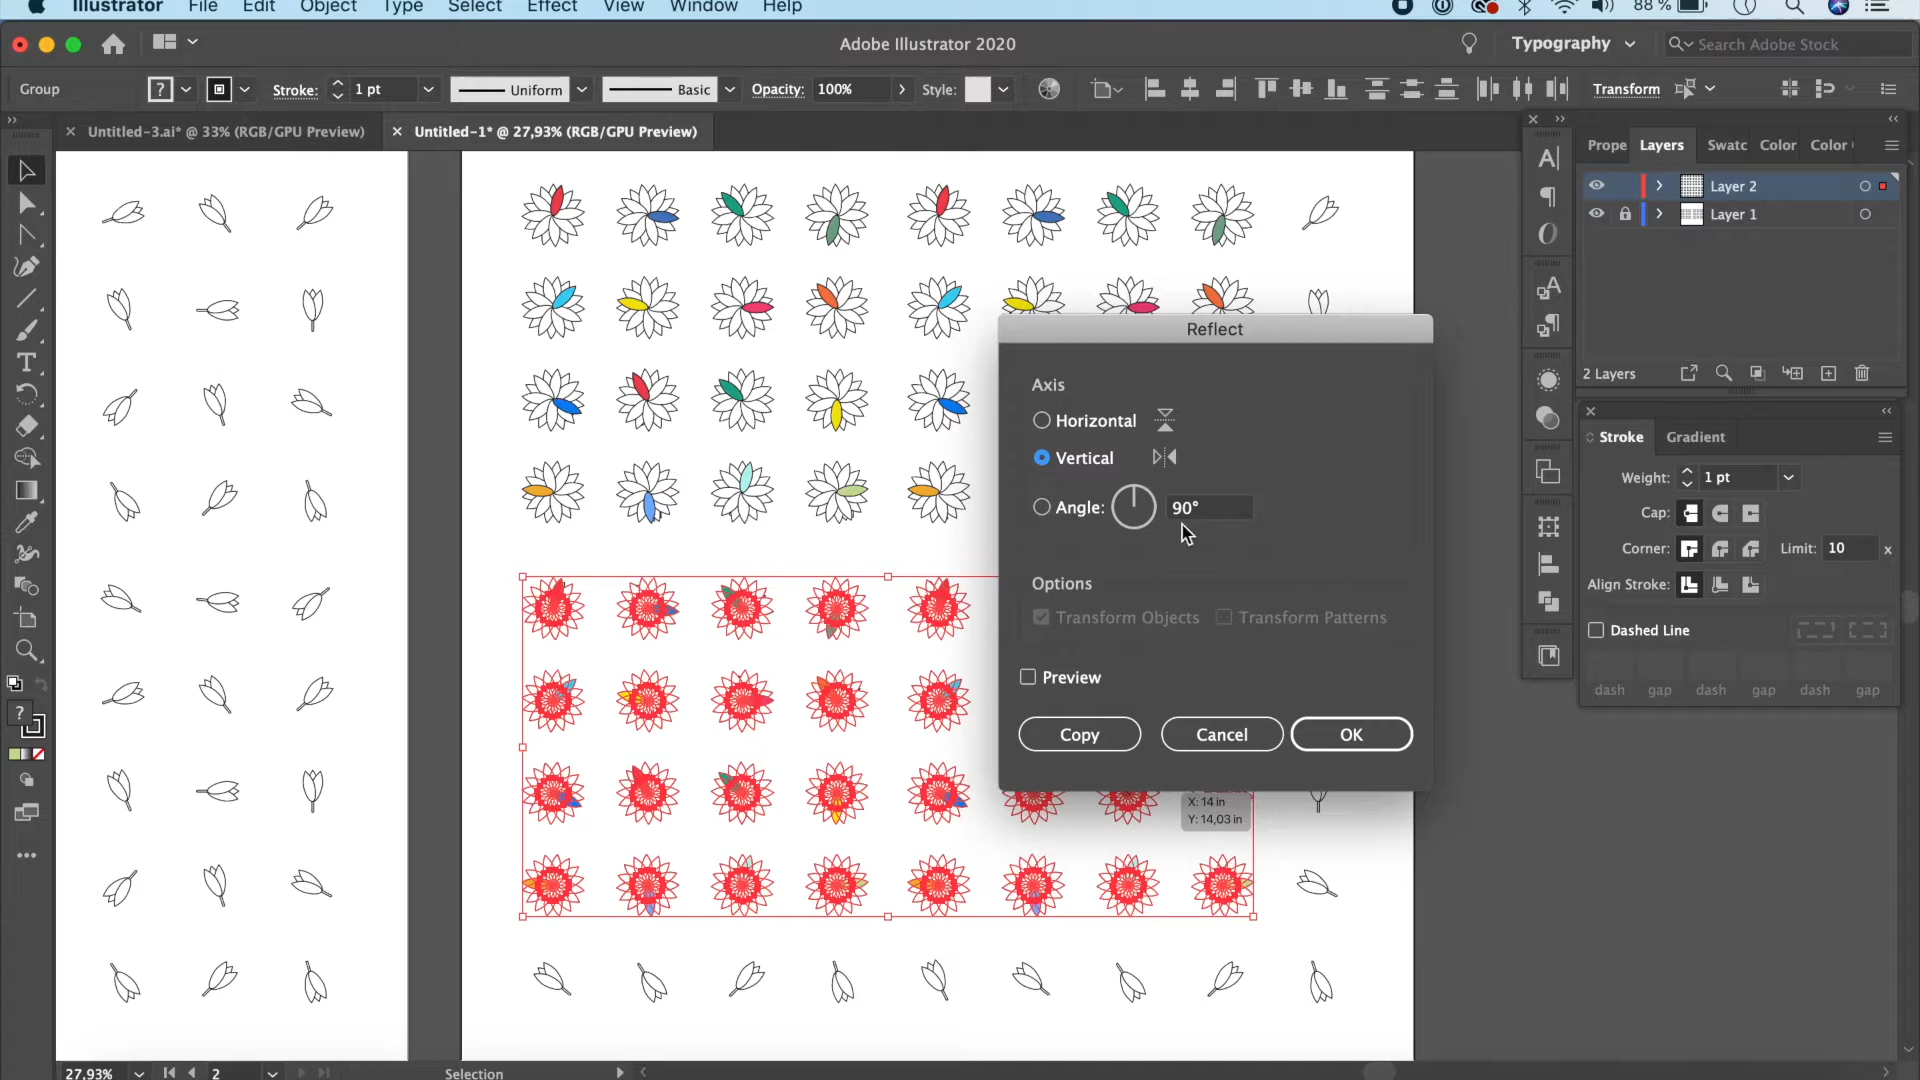 Illustrator File Edit Object Type Select Effect View Window Help 88 %
Adobe Illustrator 2020
Typography
Search Adobe Stock
Group ? Stroke: 1 pt Uniform Basic Opacity: 100% Style: Transform
Untitled-3.ai* @ 33% (RGB/GPU Preview)
Untitled-1* @ 27,93% (RGB/GPU Preview)
Prope Layers Swatc Color Color
Layer 2
Layer 1
2 Layers
Reflect
Axis
Horizontal
Vertical
Angle: 90°
Options
Transform Objects Transform Patterns
Preview
Copy Cancel OK
X: 14 in
Y: 14,03 in
Stroke Gradient
Weight: 1 pt
Cap:
Corner: Limit: 10 x
Align Stroke:
Dashed Line
dash gap dash gap dash gap
?
27,93% 2 Selection